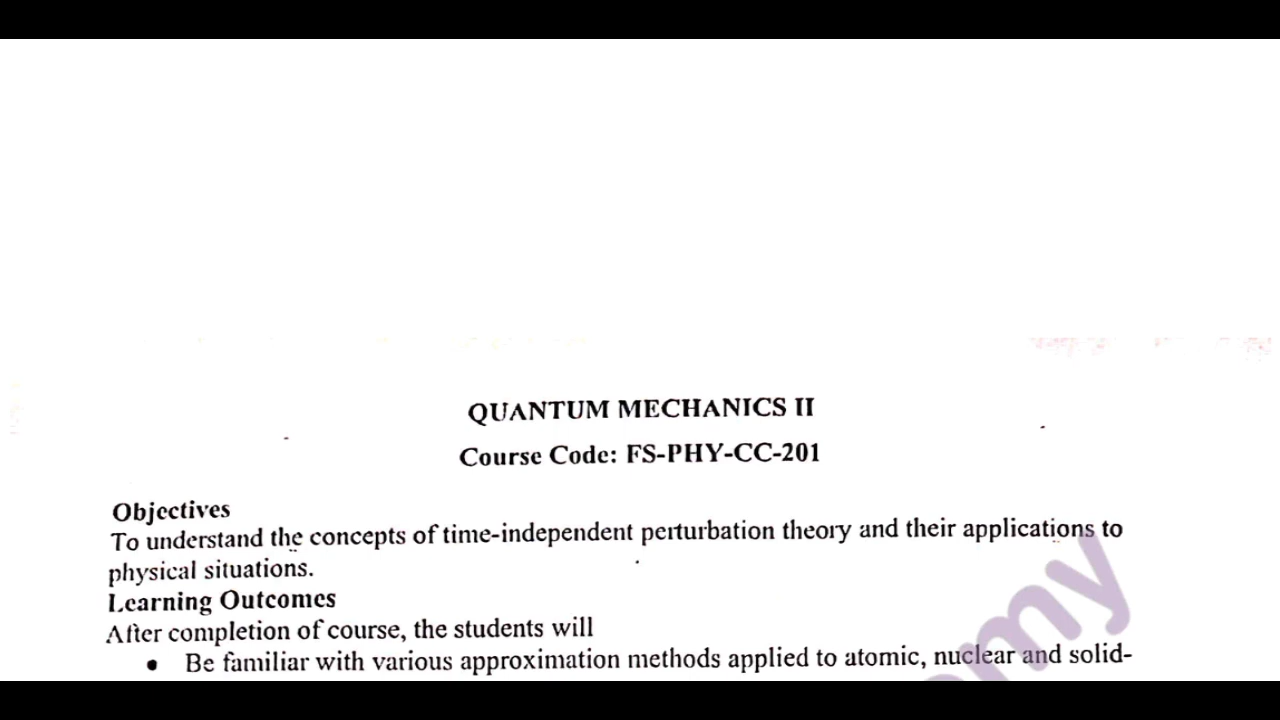 QUANTUM MECHANICS II
Course Code: FS-PHY-CC-201
Objectives
To understand the concepts of time-independent perturbation theory and their applications to
physical situations.
Learning Outcomes
After completion of course, the students will
• Be familiar with various approximation methods applied to atomic, nuclear and solid-